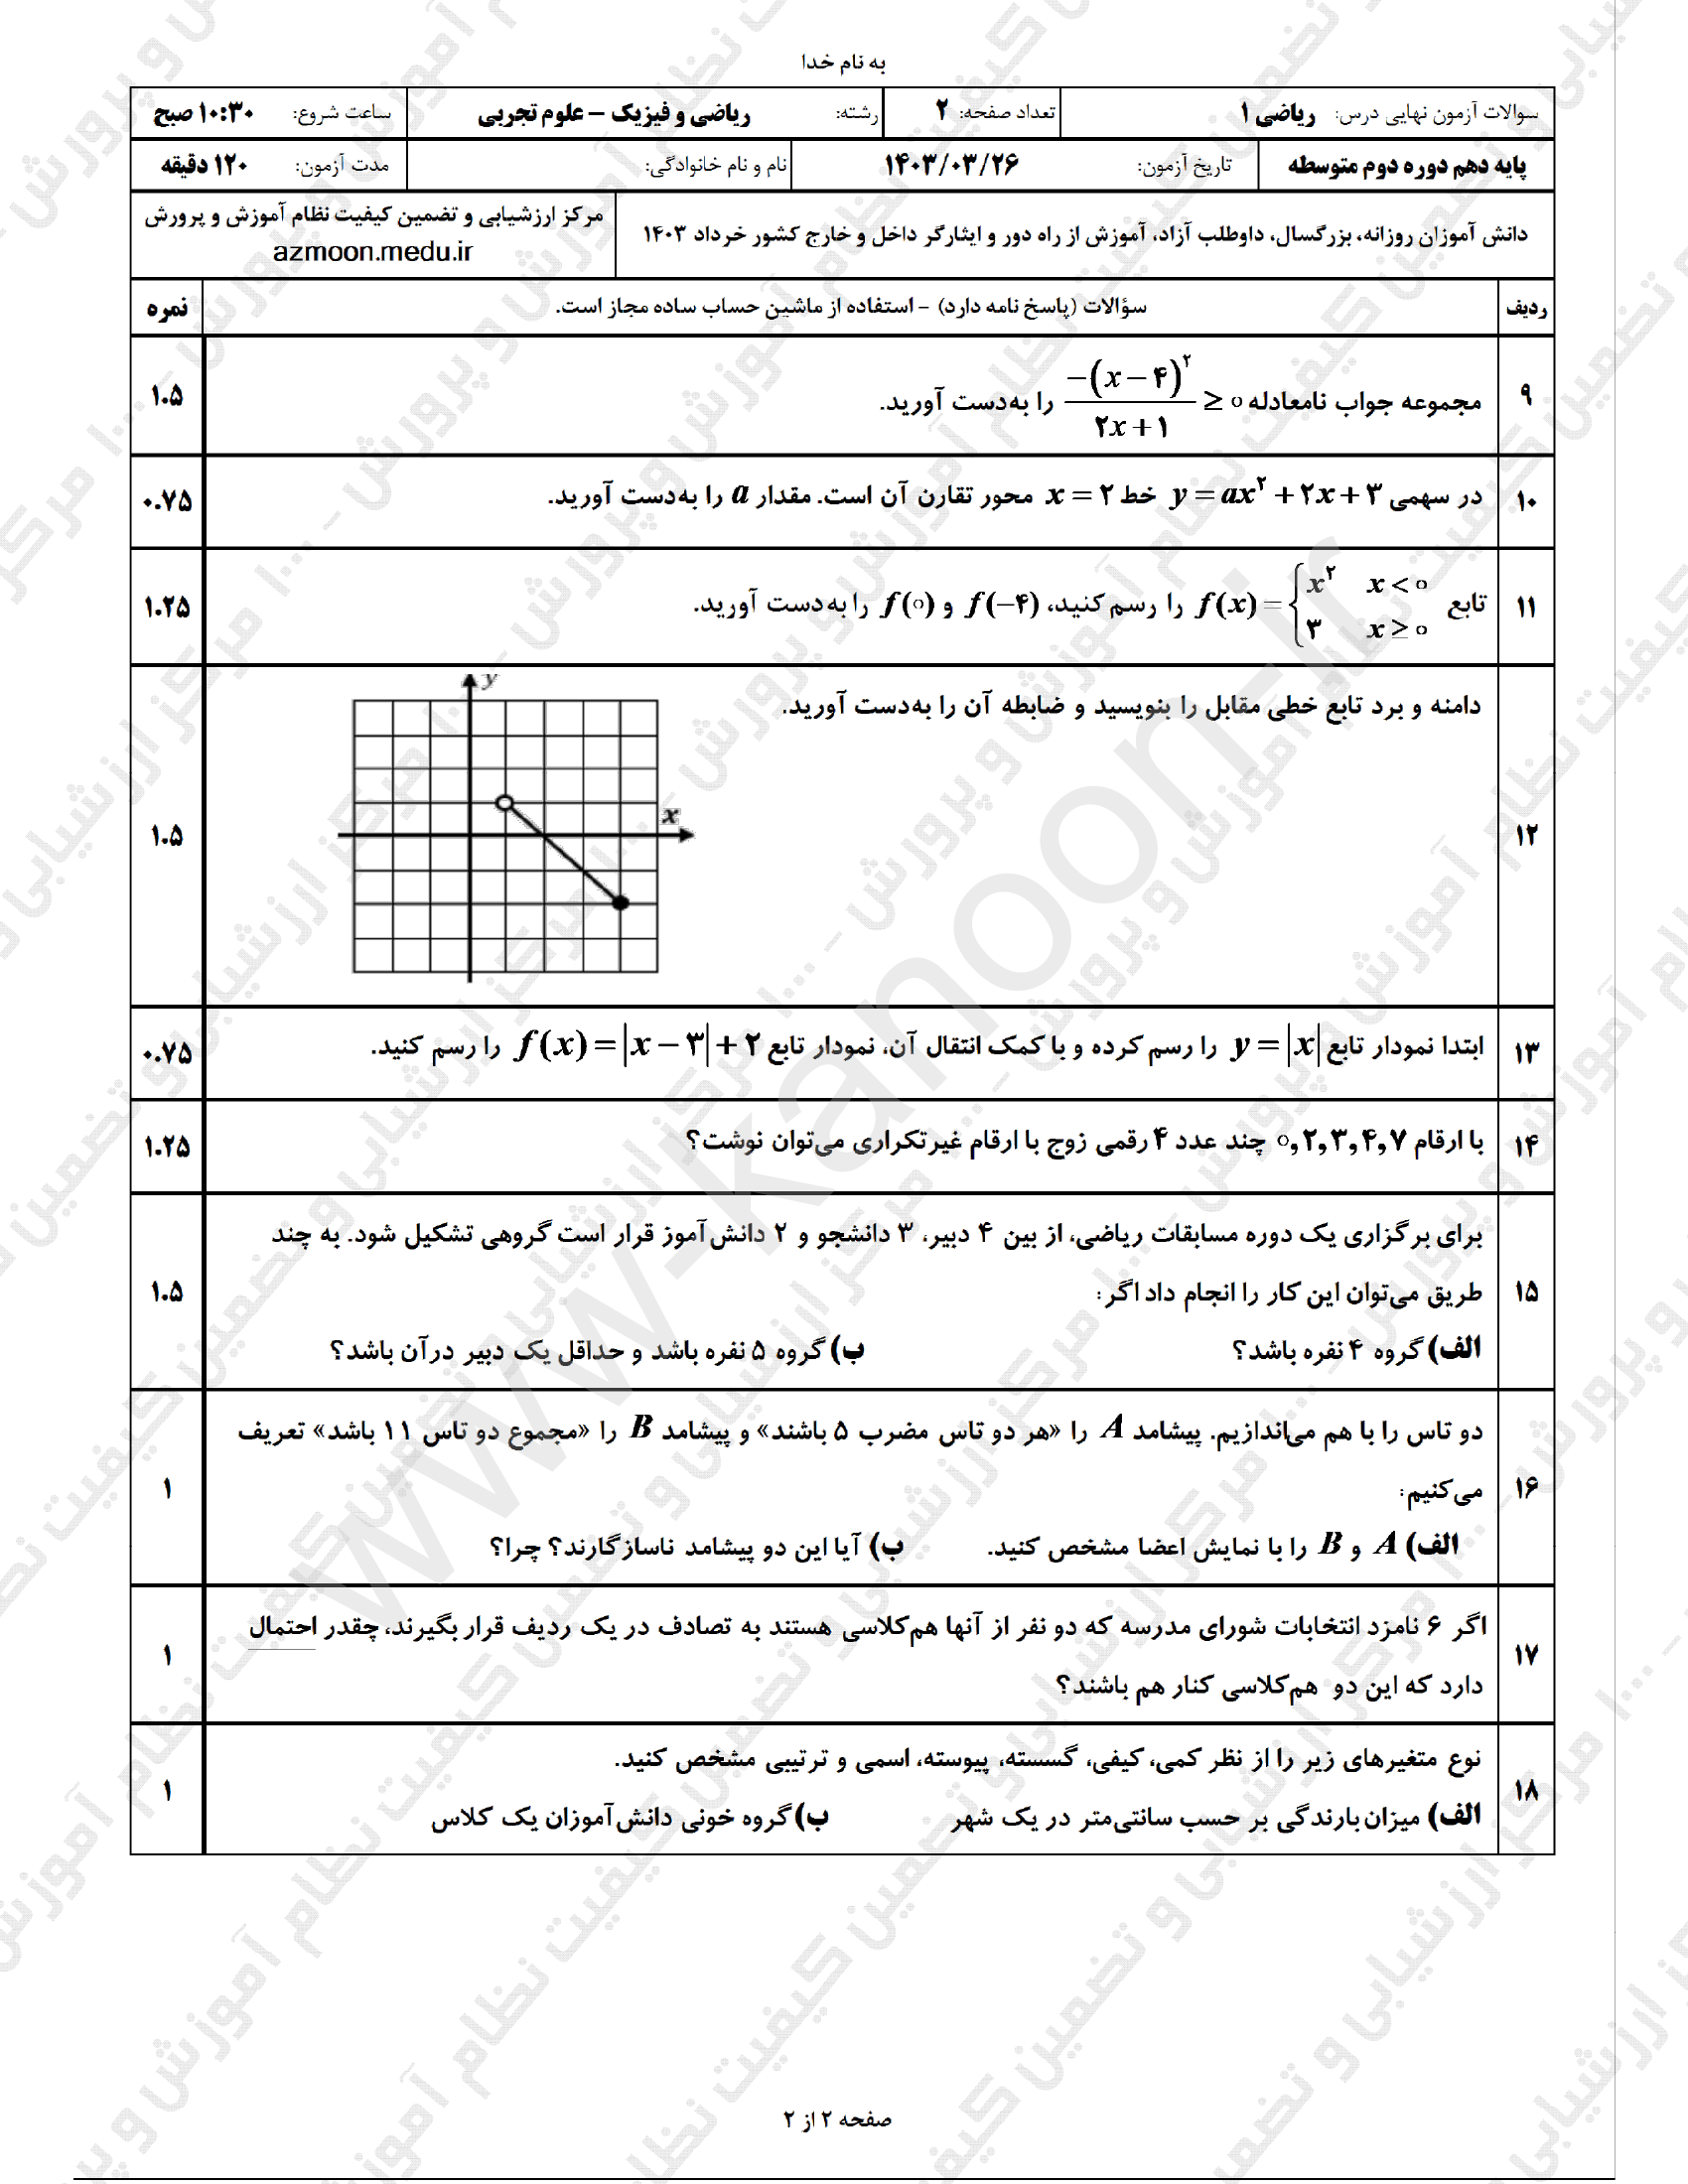 به نام خدا
سوالات آزمون نهایی درس: ریاضی ۱ تعداد صفحه: ۲ رشته: ریاضی و فیزیک – علوم تجربی ساعت شروع: ۱۰:۳۰ صبح
پایه دهم دوره دوم متوسطه تاریخ آزمون: ۱۴۰۳/۰۳/۲۶ نام و نام خانوادگی: مدت آزمون: ۱۲۰ دقیقه
دانش آموزان روزانه، بزرگسال، داوطلب آزاد، آموزش از راه دور و ایثارگر داخل و خارج کشور خرداد ۱۴۰۳ مرکز ارزشیابی و تضمین کیفیت نظام آموزش و پرورش
azmoon.medu.ir
ردیف سؤالات (پاسخ نامه دارد) – استفاده از ماشین حساب ساده مجاز است. نمره
۹ مجموعه جواب نامعادله −(x − ۴)^۲ / (۲x + ۱) ≥ ۰ را به‌دست آورید. ۱.۵
۱۰ در سهمی y = ax^۲ + ۲x + ۳ خط x = ۲ محور تقارن آن است. مقدار a را به‌دست آورید. ۰.۷۵
۱۱ تابع f(x) = { x^۲ x < ۰ ; ۳ x ≥ ۰ را رسم کنید، f(−۴) و f(۰) را به‌دست آورید. ۱.۲۵
۱۲ دامنه و برد تابع خطی مقابل را بنویسید و ضابطه آن را به‌دست آورید. ۱.۵
y
x
۱۳ ابتدا نمودار تابع y = |x| را رسم کرده و با کمک انتقال آن، نمودار تابع f(x) = |x − ۳| + ۲ را رسم کنید. ۰.۷۵
۱۴ با ارقام ۰,۲,۳,۴,۷ چند عدد ۴ رقمی زوج با ارقام غیرتکراری می‌توان نوشت؟ ۱.۲۵
۱۵ برای برگزاری یک دوره مسابقات ریاضی، از بین ۴ دبیر، ۳ دانشجو و ۲ دانش‌آموز قرار است گروهی تشکیل شود. به چند
طریق می‌توان این کار را انجام داد اگر: ۱.۵
الف) گروه ۴ نفره باشد؟ ب) گروه ۵ نفره باشد و حداقل یک دبیر درآن باشد؟
۱۶ دو تاس را با هم می‌اندازیم. پیشامد A را «هر دو تاس مضرب ۵ باشند» و پیشامد B را «مجموع دو تاس ۱۱ باشد» تعریف
می‌کنیم: ۱
الف) A و B را با نمایش اعضا مشخص کنید. ب) آیا این دو پیشامد ناسازگارند؟ چرا؟
۱۷ اگر ۶ نامزد انتخابات شورای مدرسه که دو نفر از آنها هم‌کلاسی هستند به تصادف در یک ردیف قرار بگیرند، چقدر احتمال
دارد که این دو هم‌کلاسی کنار هم باشند؟ ۱
۱۸ نوع متغیرهای زیر را از نظر کمی، کیفی، گسسته، پیوسته، اسمی و ترتیبی مشخص کنید. ۱
الف) میزان بارندگی بر حسب سانتی‌متر در یک شهر ب) گروه خونی دانش‌آموزان یک کلاس
صفحه ۲ از ۲